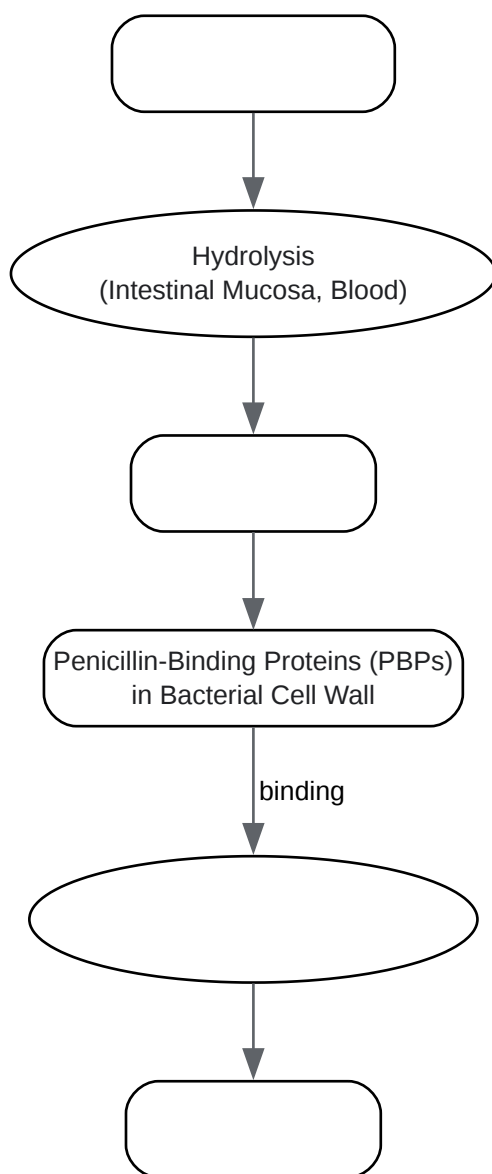 Hydrolysis
(Intestinal Mucosa, Blood)
Penicillin-Binding Proteins (PBPs)
in Bacterial Cell Wall
binding